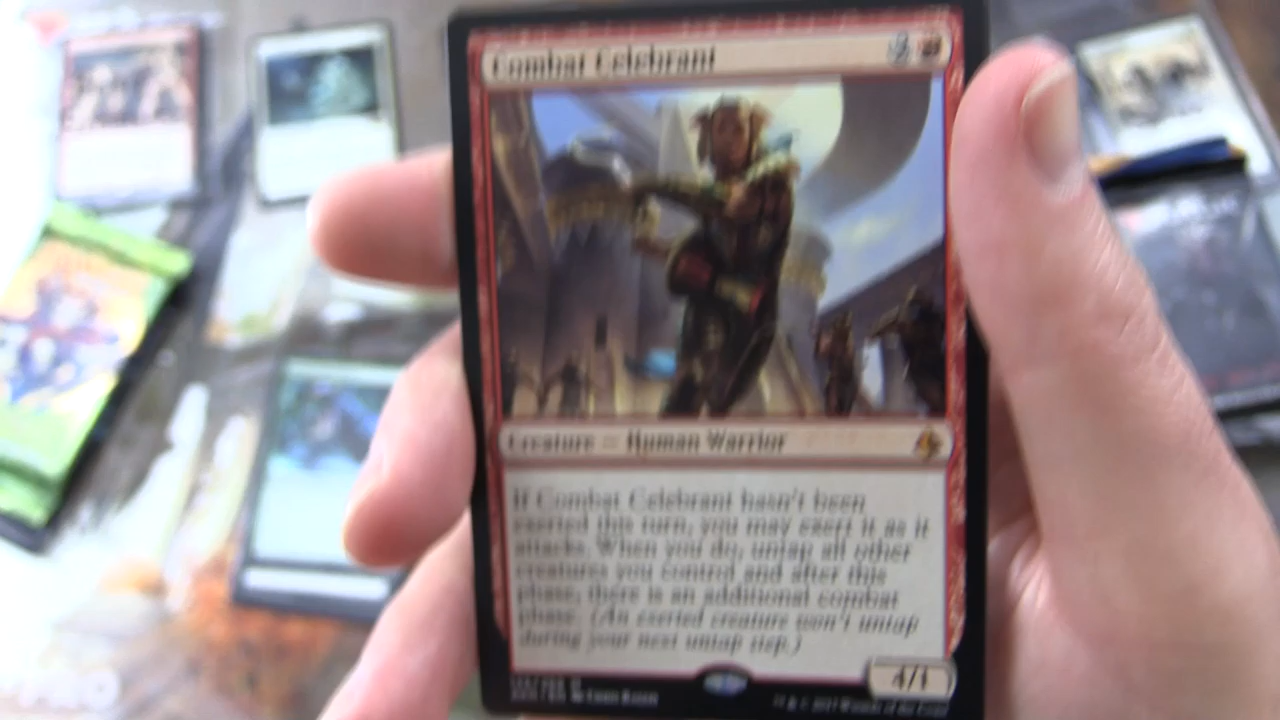 Combat Celebrant
Creature — Human Warrior
If Combat Celebrant hasn't been
exerted this turn, you may exert it as it
attacks. When you do, untap all other
creatures you control and after this
phase, there is an additional combat
phase. (An exerted creature won't untap
during your next untap step.)
4/1